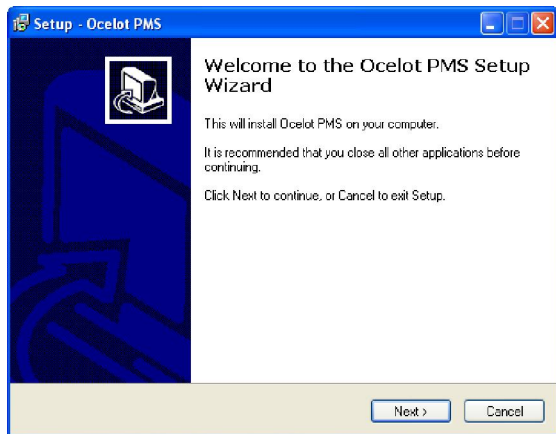 Setup - Ocelot PMS
Welcome to the Ocelot PMS Setup
Wizard
This will install Ocelot PMS on your computer.
It is recommended that you close all other applications before
continuing.
Click Next to continue, or Cancel to exit Setup.
Next >
Cancel